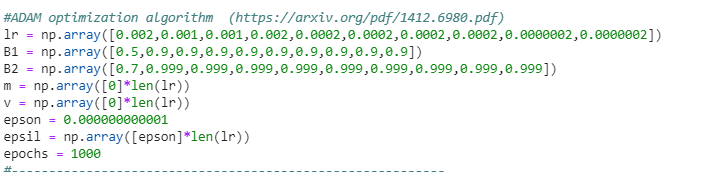 #ADAM optimization algorithm  (https://arxiv.org/pdf/1412.6980.pdf)
lr = np.array([0.002,0.001,0.001,0.002,0.0002,0.0002,0.0002,0.0002,0.0000002,0.0000002])
B1 = np.array([0.5,0.9,0.9,0.9,0.9,0.9,0.9,0.9,0.9,0.9])
B2 = np.array([0.7,0.999,0.999,0.999,0.999,0.999,0.999,0.999,0.999,0.999])
m = np.array([0]*len(lr))
v = np.array([0]*len(lr))
epson = 0.000000000001
epsil = np.array([epson]*len(lr))
epochs = 1000
#----------------------------------------------------------